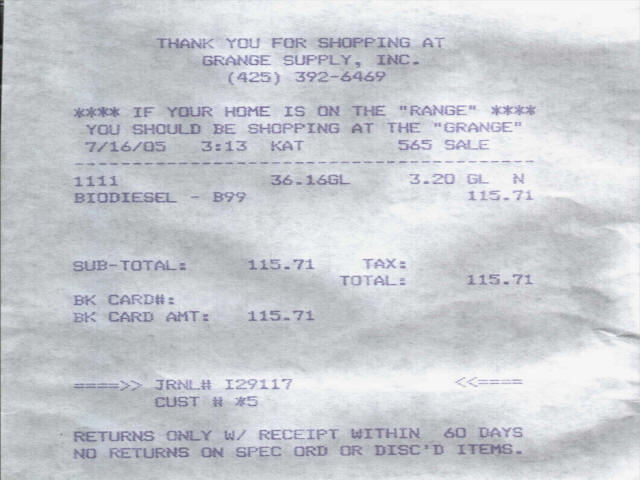 THANK YOU FOR SHOPPING AT
GRANGE SUPPLY, INC.
(425) 392-6469
**** IF YOUR HOME IS ON THE "RANGE" ****
YOU SHOULD BE SHOPPING AT THE "GRANGE"
7/16/05 3:13 KAT 565 SALE
----------------------------------------
1111 36.16GL 3.20 GL N
BIODIESEL - B99 115.71
SUB-TOTAL: 115.71 TAX:
TOTAL: 115.71
BK CARD#:
BK CARD AMT: 115.71
====>> JRNL# I29117 <<====
CUST # *5
RETURNS ONLY W/ RECEIPT WITHIN 60 DAYS
NO RETURNS ON SPEC ORD OR DISC'D ITEMS.